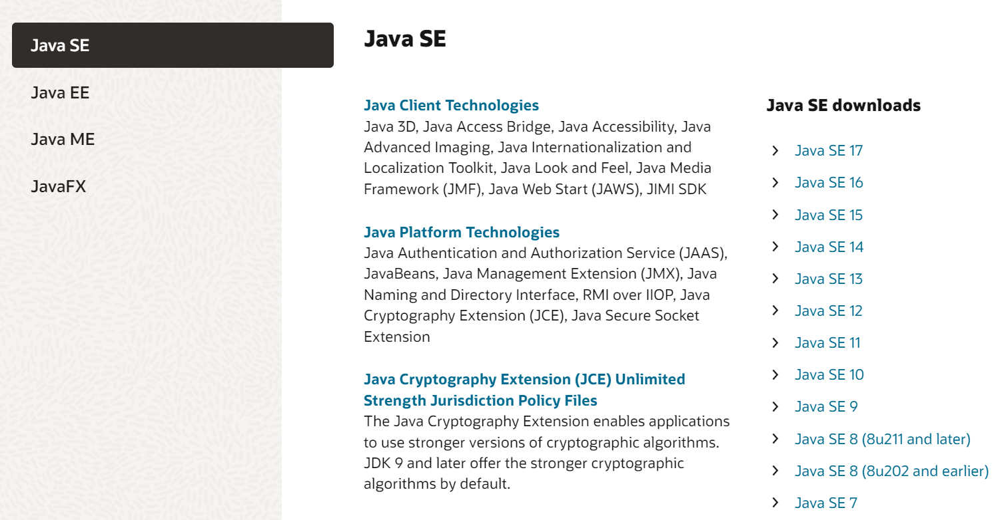 Java SE
Java EE
Java ME
JavaFX
Java SE
Java Client Technologies
Java 3D, Java Access Bridge, Java Accessibility, Java
Advanced Imaging, Java Internationalization and
Localization Toolkit, Java Look and Feel, Java Media
Framework (JMF), Java Web Start (JAWS), JIMI SDK
Java Platform Technologies
Java Authentication and Authorization Service (JAAS),
JavaBeans, Java Management Extension (JMX), Java
Naming and Directory Interface, RMI over IIOP, Java
Cryptography Extension (JCE), Java Secure Socket
Extension
Java Cryptography Extension (JCE) Unlimited
Strength Jurisdiction Policy Files
The Java Cryptography Extension enables applications
to use stronger versions of cryptographic algorithms.
JDK 9 and later offer the stronger cryptographic
algorithms by default.
Java SE downloads
Java SE 17
Java SE 16
Java SE 15
Java SE 14
Java SE 13
Java SE 12
Java SE 11
Java SE 10
Java SE 9
Java SE 8 (8u211 and later)
Java SE 8 (8u202 and earlier)
Java SE 7